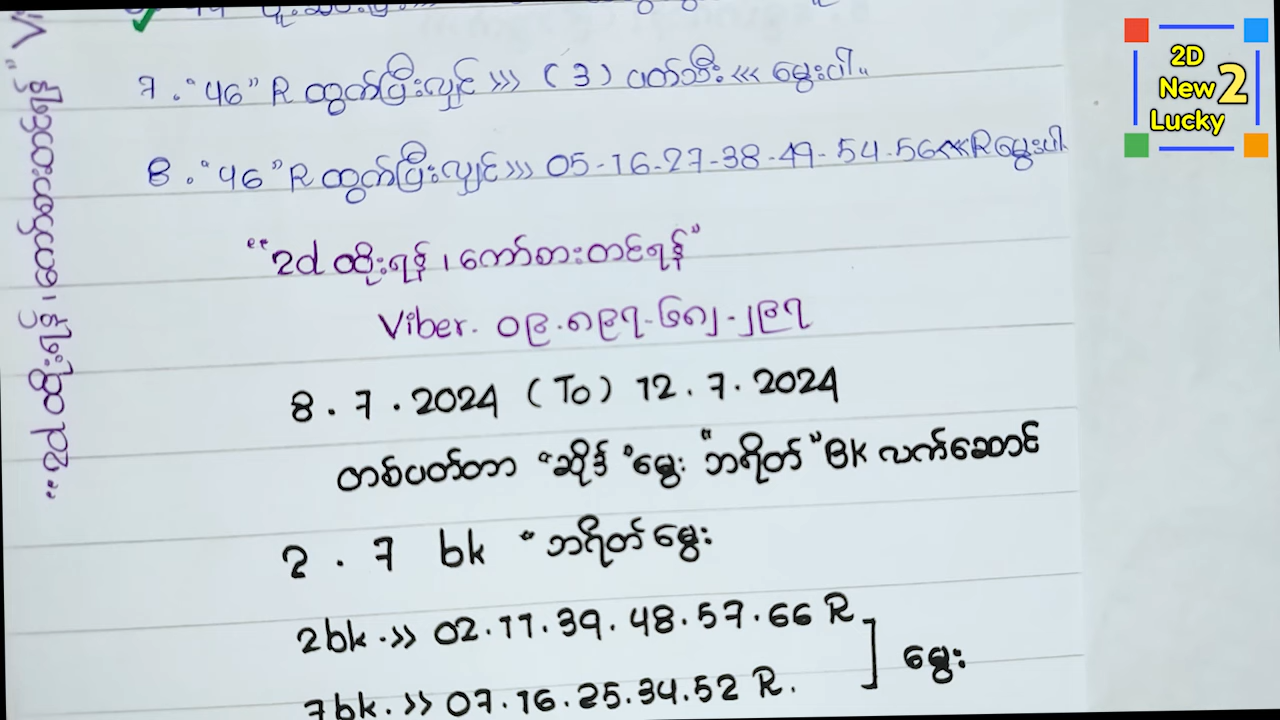 7. "46" R ထွက်ပြီးလျှင် >>> (3) ပတ်သီး <<< မွေးပါ။
8. "46" R ထွက်ပြီးလျှင် >>> 05-16-27-38-49-54-56 <<R မွေးပါ
"2d ထိုးရန်၊ ကော်စားတင်ရန်"
Viber. ၀၉.၈၉၇-၆၈၂-၂၉၇
8.7.2024 (To) 12.7.2024
တစ်ပတ်တာ "ဆိုဒ်" မွေး "ဘရိတ်" Bk လက်ဆောင်
2.7 bk "ဘရိတ် မွေး
2bk.>> 02.11.39.48.57.66 R
7bk.>> 07.16.25.34.52 R.
မွေး
2D
New 2
Lucky